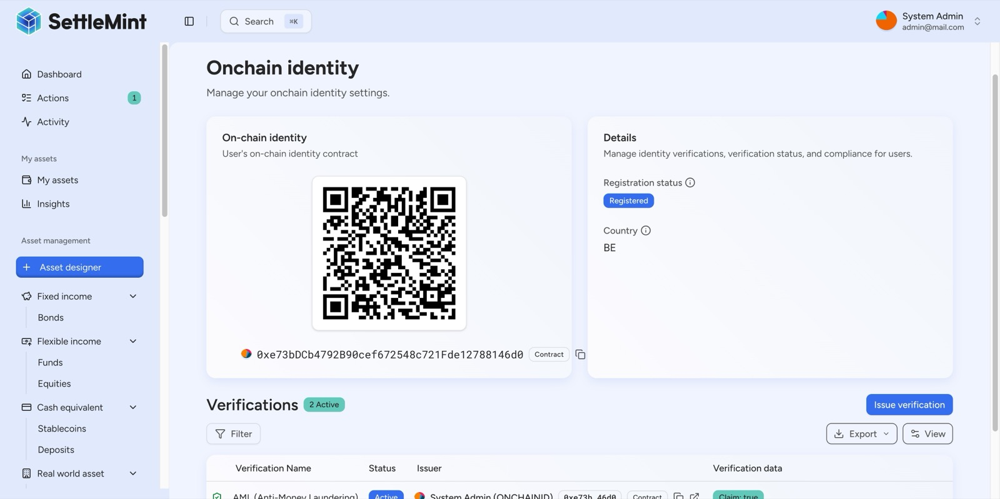 SettleMint
Search
⌘K
System Admin
admin@mail.com
Dashboard
Actions
1
Activity
My assets
My assets
Insights
Asset management
Asset designer
Fixed income
Bonds
Flexible income
Funds
Equities
Cash equivalent
Stablecoins
Deposits
Real world asset
Onchain identity
Manage your onchain identity settings.
On-chain identity
User's on-chain identity contract
0xe73bDCb4792B90cef672548c721Fde12788146d0
Contract
Details
Manage identity verifications, verification status, and compliance for users.
Registration status
Registered
Country
BE
Verifications
2 Active
Issue verification
Filter
Export
View
Verification Name Status Issuer Verification data
AML (Anti-Money Laundering) Active System Admin (ONCHAINID) 0xe73b…46d0 Contract Claim: true